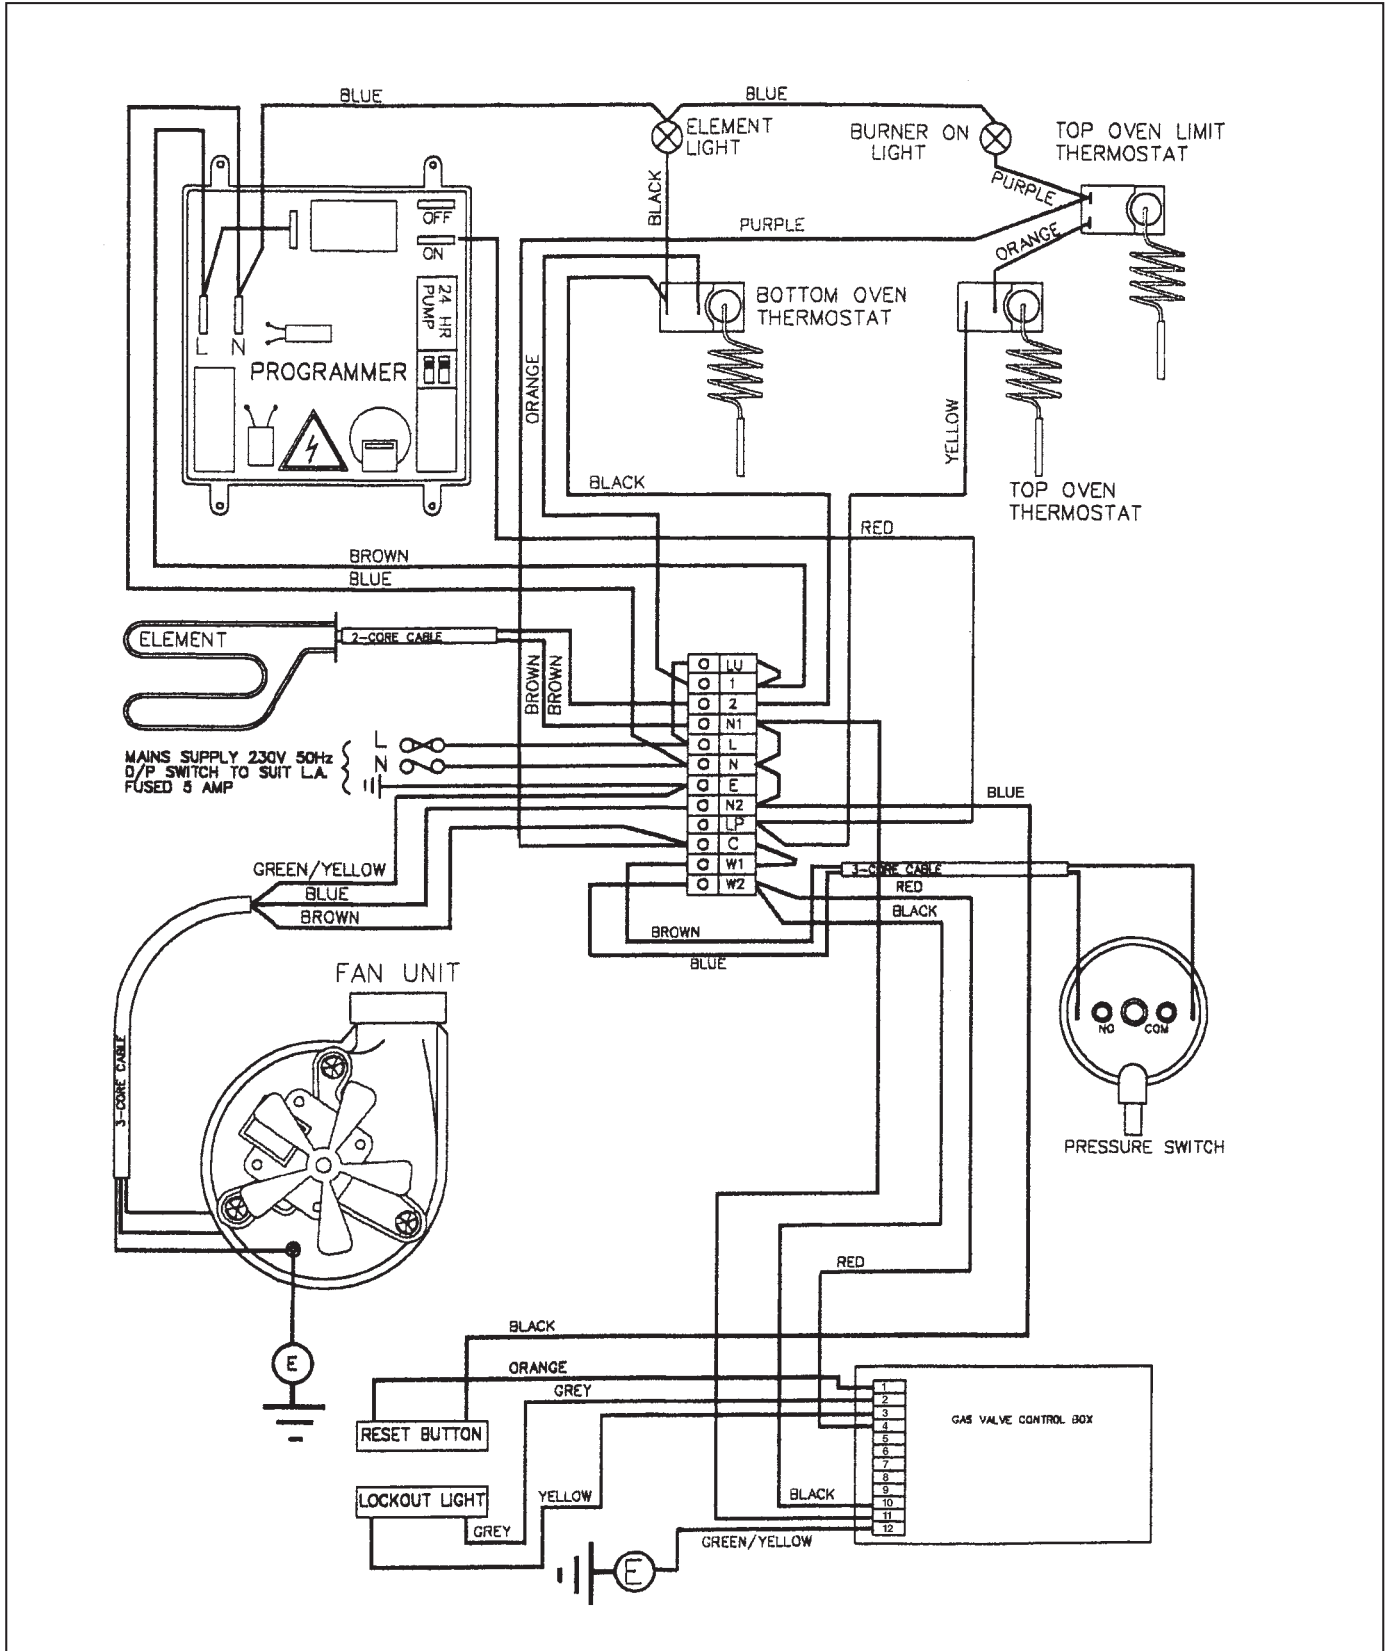 BLUE
BLUE
ELEMENT
LIGHT
BURNER ON
LIGHT
TOP OVEN LIMIT
THERMOSTAT
PURPLE
BLACK
PURPLE
ORANGE
OFF
ON
24 HR
PUMP
L N
PROGRAMMER
BOTTOM OVEN
THERMOSTAT
ORANGE
YELLOW
BLACK
TOP OVEN
THERMOSTAT
RED
BROWN
BLUE
ELEMENT
2-CORE CABLE
BROWN
BROWN
LU
1
2
N1
L
N
E
N2
LP
C
W1
W2
L
N
MAINS SUPPLY 230V 50Hz
D/P SWITCH TO SUIT L.A.
FUSED 5 AMP
BLUE
GREEN/YELLOW
BLUE
BROWN
3-CORE CABLE
RED
BLACK
BROWN
BLUE
FAN UNIT
NO COM
PRESSURE SWITCH
3-CORE CABLE
RED
BLACK
E
ORANGE
GREY
RESET BUTTON
1
2
3
4
5
6
7
8
9
10
11
12
GAS VALVE CONTROL BOX
LOCKOUT LIGHT
YELLOW
BLACK
GREY
GREEN/YELLOW
E